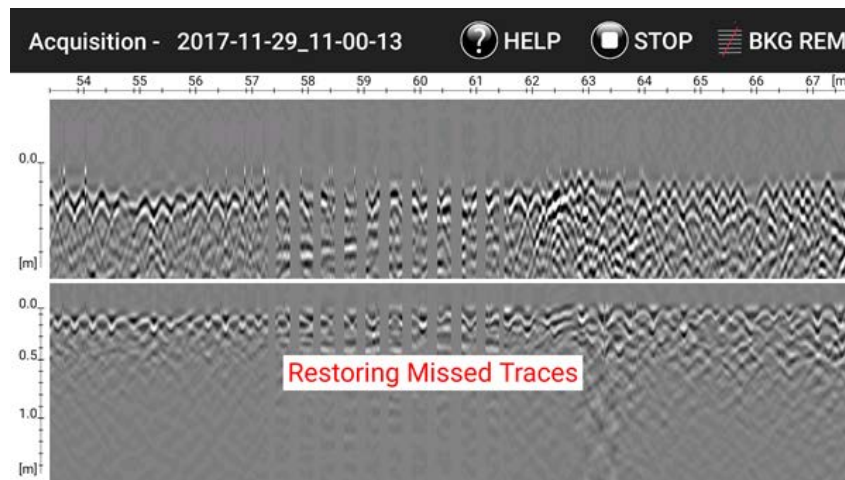 Acquisition - 2017-11-29_11-00-13 HELP STOP BKG REM
54 55 56 57 58 59 60 61 62 63 64 65 66 67 [m
0.0
[m]
0.0
0.5
Restoring Missed Traces
1.0
[m]